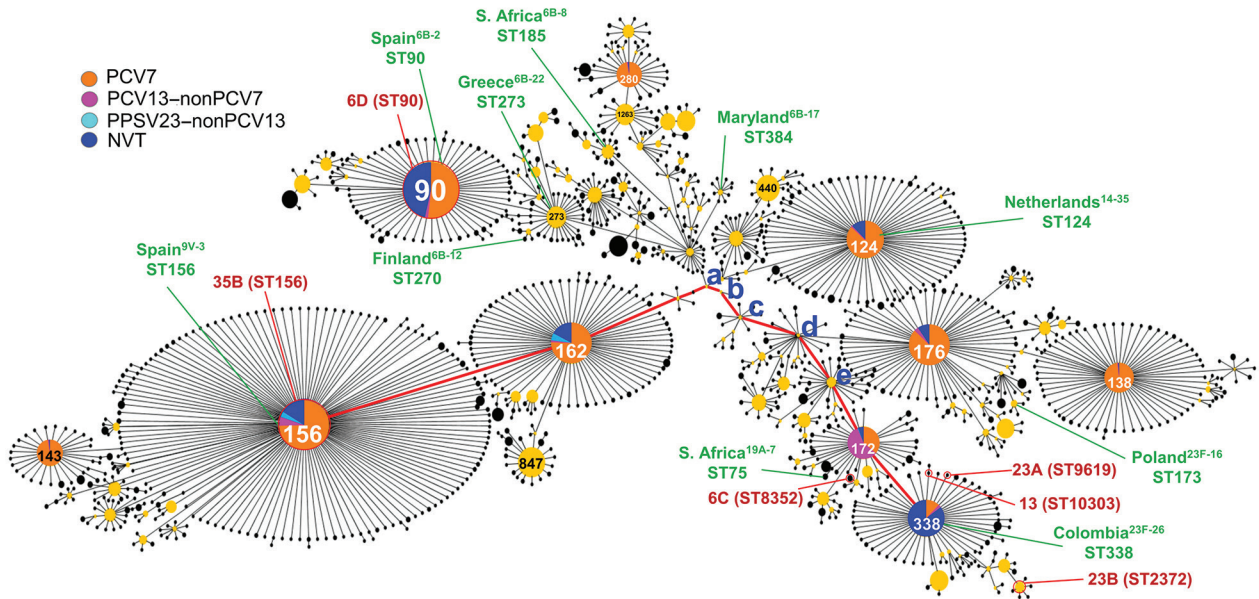 PCV7
PCV13–nonPCV7
PPSV23–nonPCV13
NVT
Spain6B-2
ST90
6D (ST90)
S. Africa6B-8
ST185
Greece6B-22
ST273
Maryland6B-17
ST384
Netherlands14-35
ST124
Finland6B-12
ST270
Spain9V-3
ST156
35B (ST156)
280
1263
90
273
440
124
a
b
c
d
e
162
176
138
156
143
847
172
338
S. Africa19A-7
ST75
6C (ST8352)
23A (ST9619)
13 (ST10303)
Poland23F-16
ST173
Colombia23F-26
ST338
23B (ST2372)